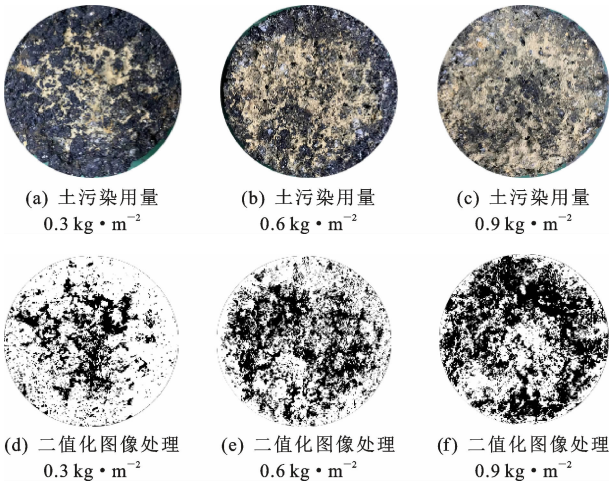 (a) 土污染用量
0.3 kg·m⁻²
(b) 土污染用量
0.6 kg·m⁻²
(c) 土污染用量
0.9 kg·m⁻²
(d) 二值化图像处理
0.3 kg·m⁻²
(e) 二值化图像处理
0.6 kg·m⁻²
(f) 二值化图像处理
0.9 kg·m⁻²